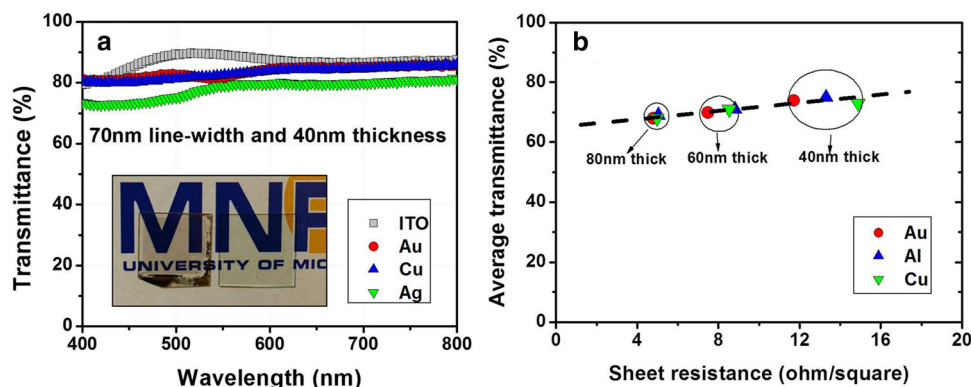 a
Transmittance (%)
100
80
60
40
20
0
70nm line-width and 40nm thickness
MNF
UNIVERSITY OF MIC
ITO
Au
Cu
Ag
400
500
600
700
800
Wavelength (nm)
b
Average transmittance (%)
100
80
60
40
20
0
80nm thick
60nm thick
40nm thick
Au
Al
Cu
0
4
8
12
16
20
Sheet resistance (ohm/square)